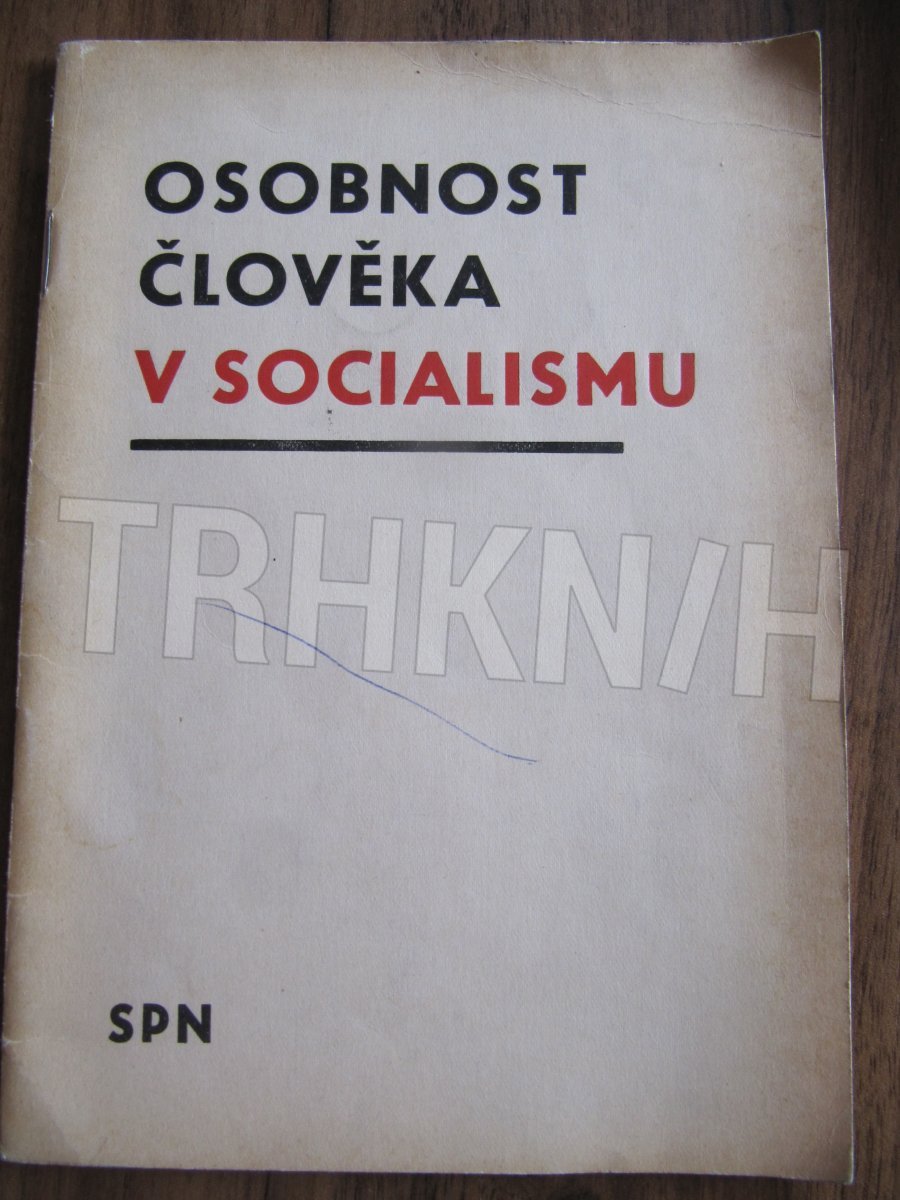 OSOBNOST
ČLOVĚKA
V SOCIALISMU
TRHKNIH
SPN